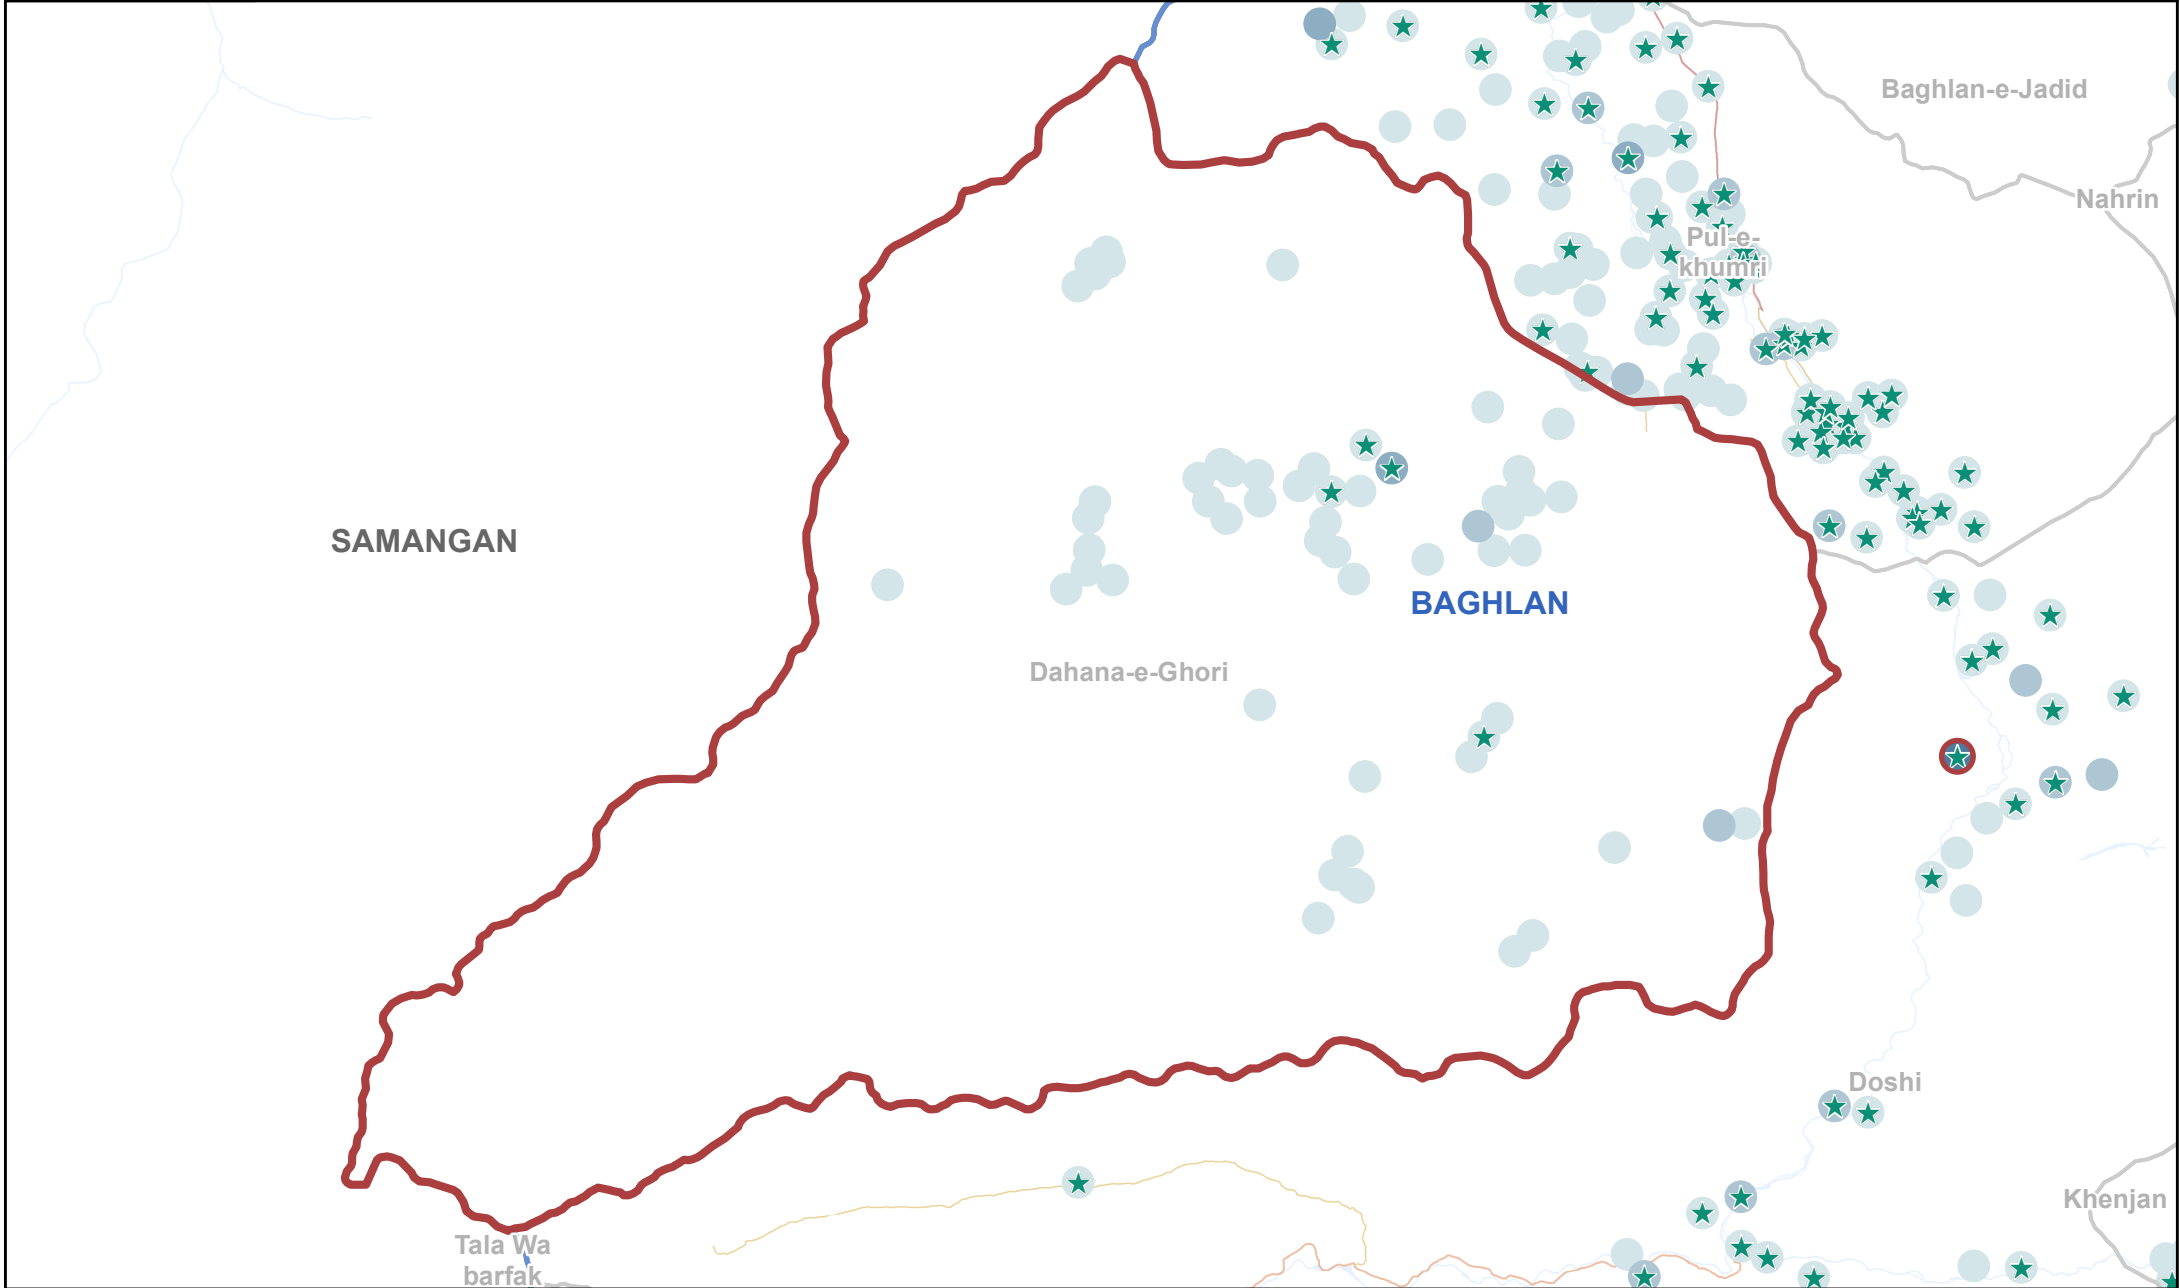 Baghlan-e-Jadid
Nahrin
Pul-e-
khumri
SAMANGAN
BAGHLAN
Dahana-e-Ghori
Doshi
Khenjan
Tala Wa
barfak